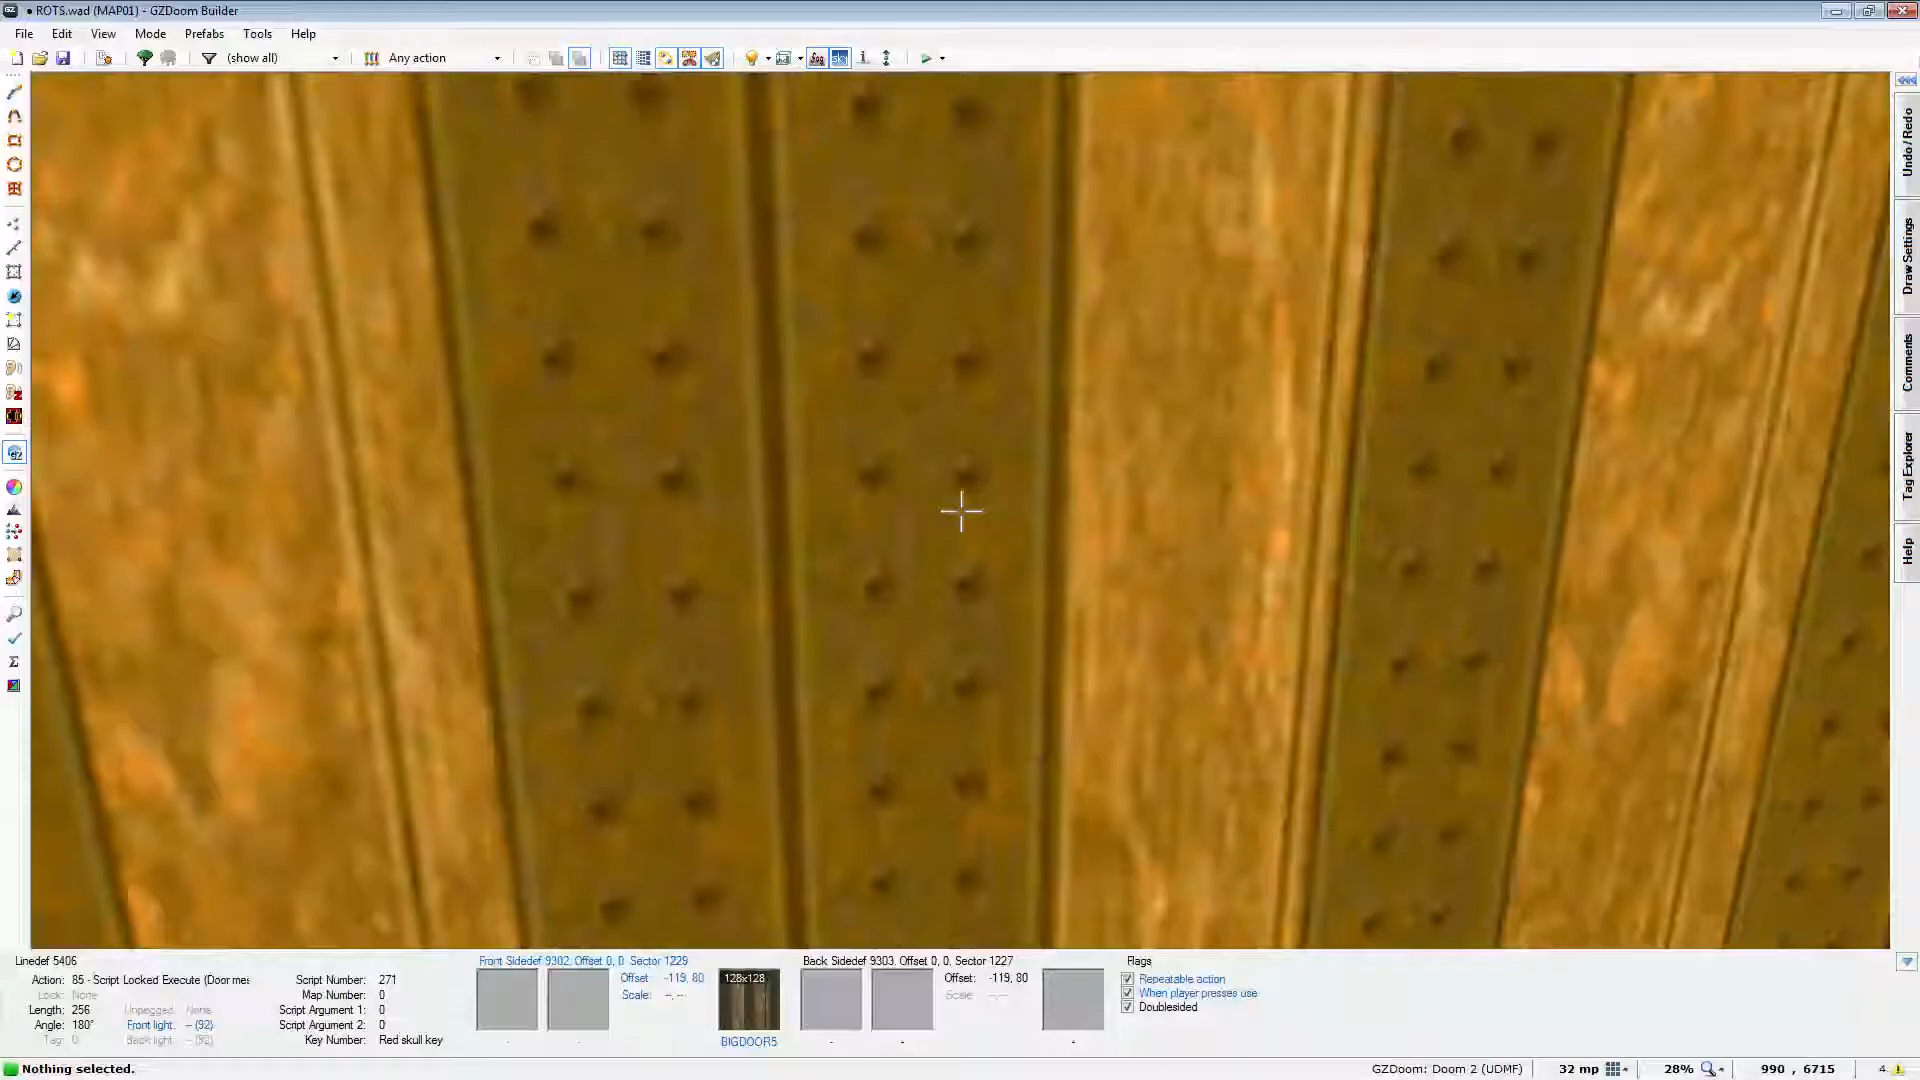 ● ROTS.wad (MAP01) - GZDoom Builder
File Edit View Mode Prefabs Tools Help
(show all)
Any action
Undo / Redo
Draw Settings
Comments
Tag Explorer
Help
Linedef 5406
Action: 85 - Script Locked Execute (Door mes
Lock: None
Length: 256
Angle: 180°
Tag: 0
Unpegged: None
Front light: -- (92)
Back light: -- (92)
Script Number: 271
Map Number: 0
Script Argument 1: 0
Script Argument 2: 0
Key Number: Red skull key
Front Sidedef 9302. Offset 0, 0 Sector 1229
Offset: -119, 80
Scale: --, --
128x128
BIGDOOR5
Back Sidedef 9303. Offset 0, 0. Sector 1227
Offset: -119, 80
Scale: --, --
Flags
Repeatable action
When player presses use
Doublesided
Nothing selected.
GZDoom: Doom 2 (UDMF)
32 mp
28%
990 , 6715
4